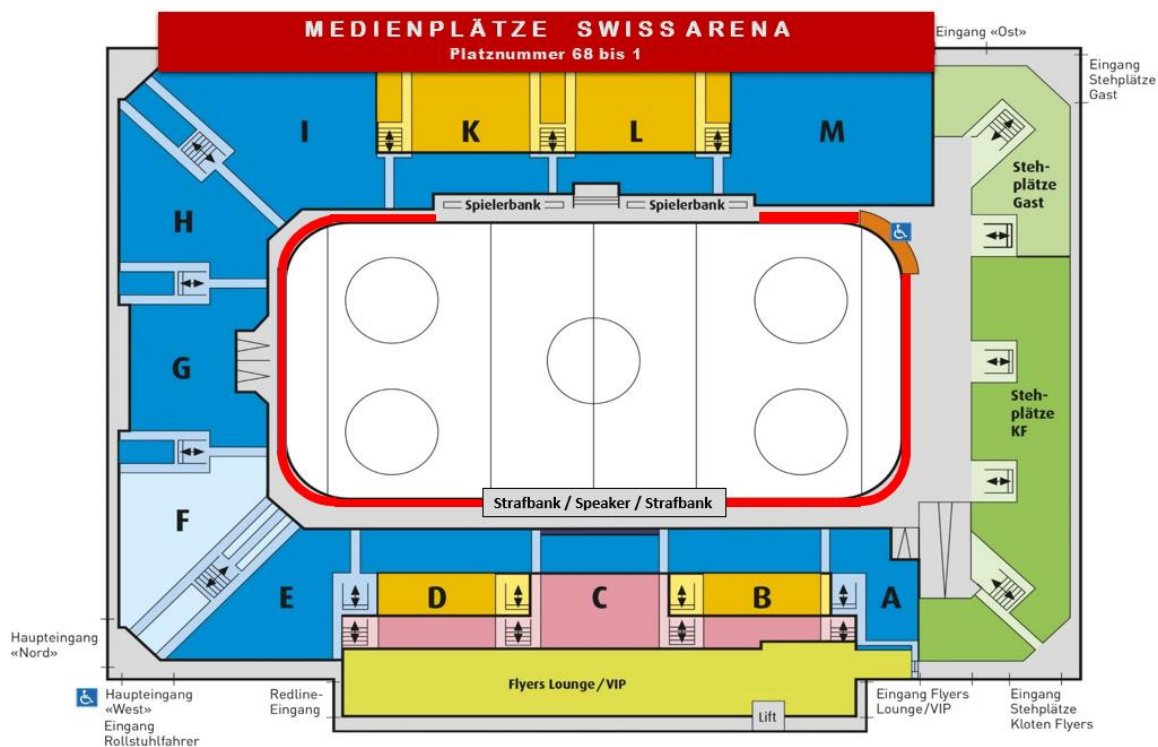 MEDIENPLÄTZE SWISS ARENA
Platznummer 68 bis 1
Eingang «Ost»
Eingang
Stehplätze
Gast
I
K
L
M
Steh-
plätze
Gast
Spielerbank
Spielerbank
H
G
Steh-
plätze
KF
F
Strafbank / Speaker / Strafbank
E
D
C
B
A
Haupteingang
«Nord»
Flyers Lounge/VIP
Haupteingang
«West»
Eingang
Rollstuhlfahrer
Redline-
Eingang
Lift
Eingang Flyers
Lounge/VIP
Eingang
Stehplätze
Kloten Flyers